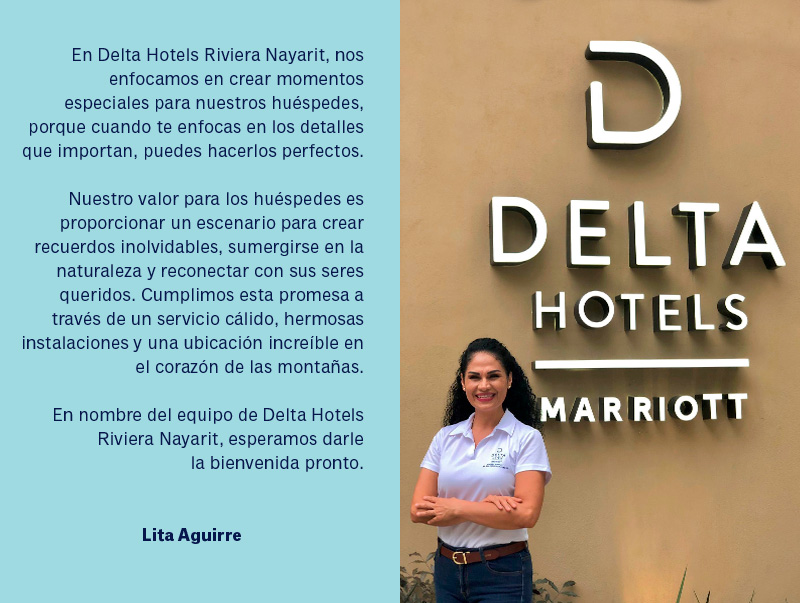 En Delta Hotels Riviera Nayarit, nos
enfocamos en crear momentos
especiales para nuestros huéspedes,
porque cuando te enfocas en los detalles
que importan, puedes hacerlos perfectos.
Nuestro valor para los huéspedes es
proporcionar un escenario para crear
recuerdos inolvidables, sumergirse en la
naturaleza y reconectar con sus seres
queridos. Cumplimos esta promesa a
través de un servicio cálido, hermosas
instalaciones y una ubicación increíble en
el corazón de las montañas.
En nombre del equipo de Delta Hotels
Riviera Nayarit, esperamos darle
la bienvenida pronto.
Lita Aguirre
D
DELTA
HOTELS
MARRIOTT